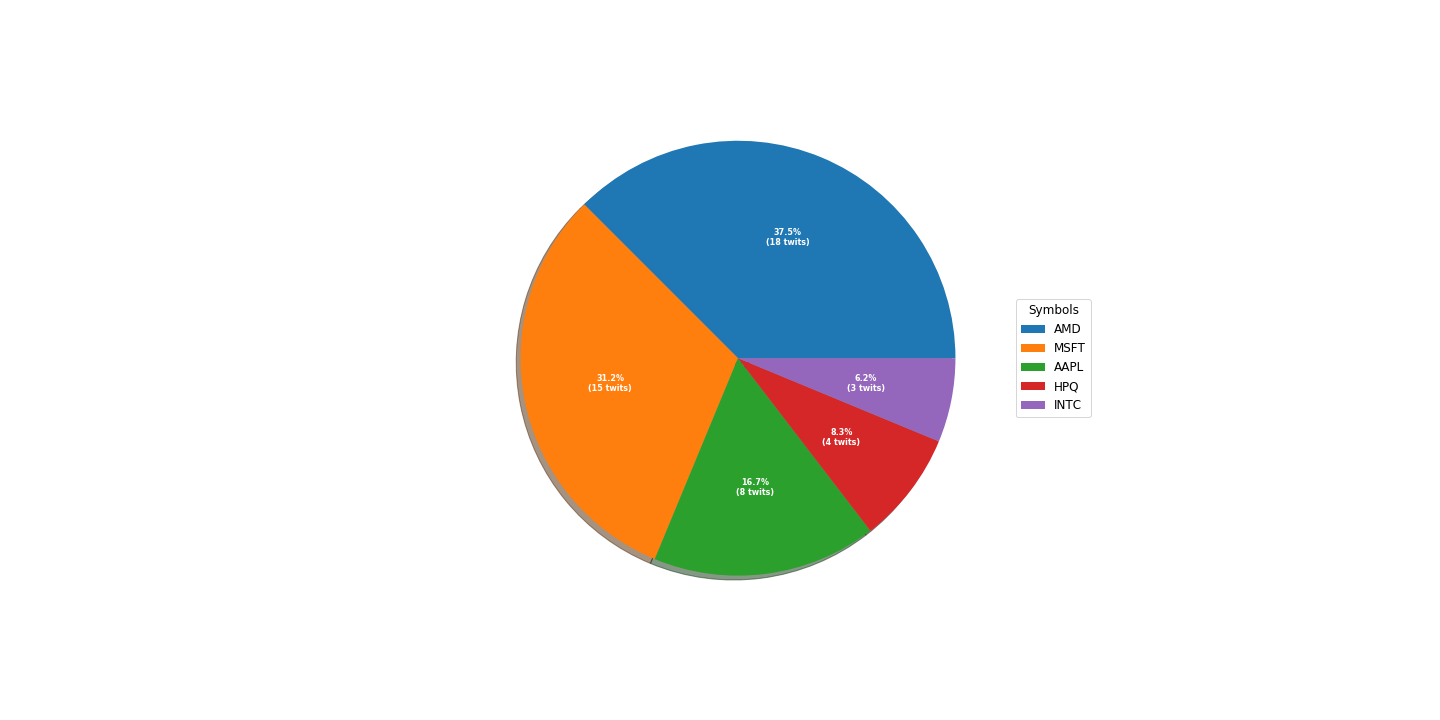 37.5%
(18 twits)
31.2%
(15 twits)
16.7%
(8 twits)
8.3%
(4 twits)
6.2%
(3 twits)
Symbols
AMD
MSFT
AAPL
HPQ
INTC